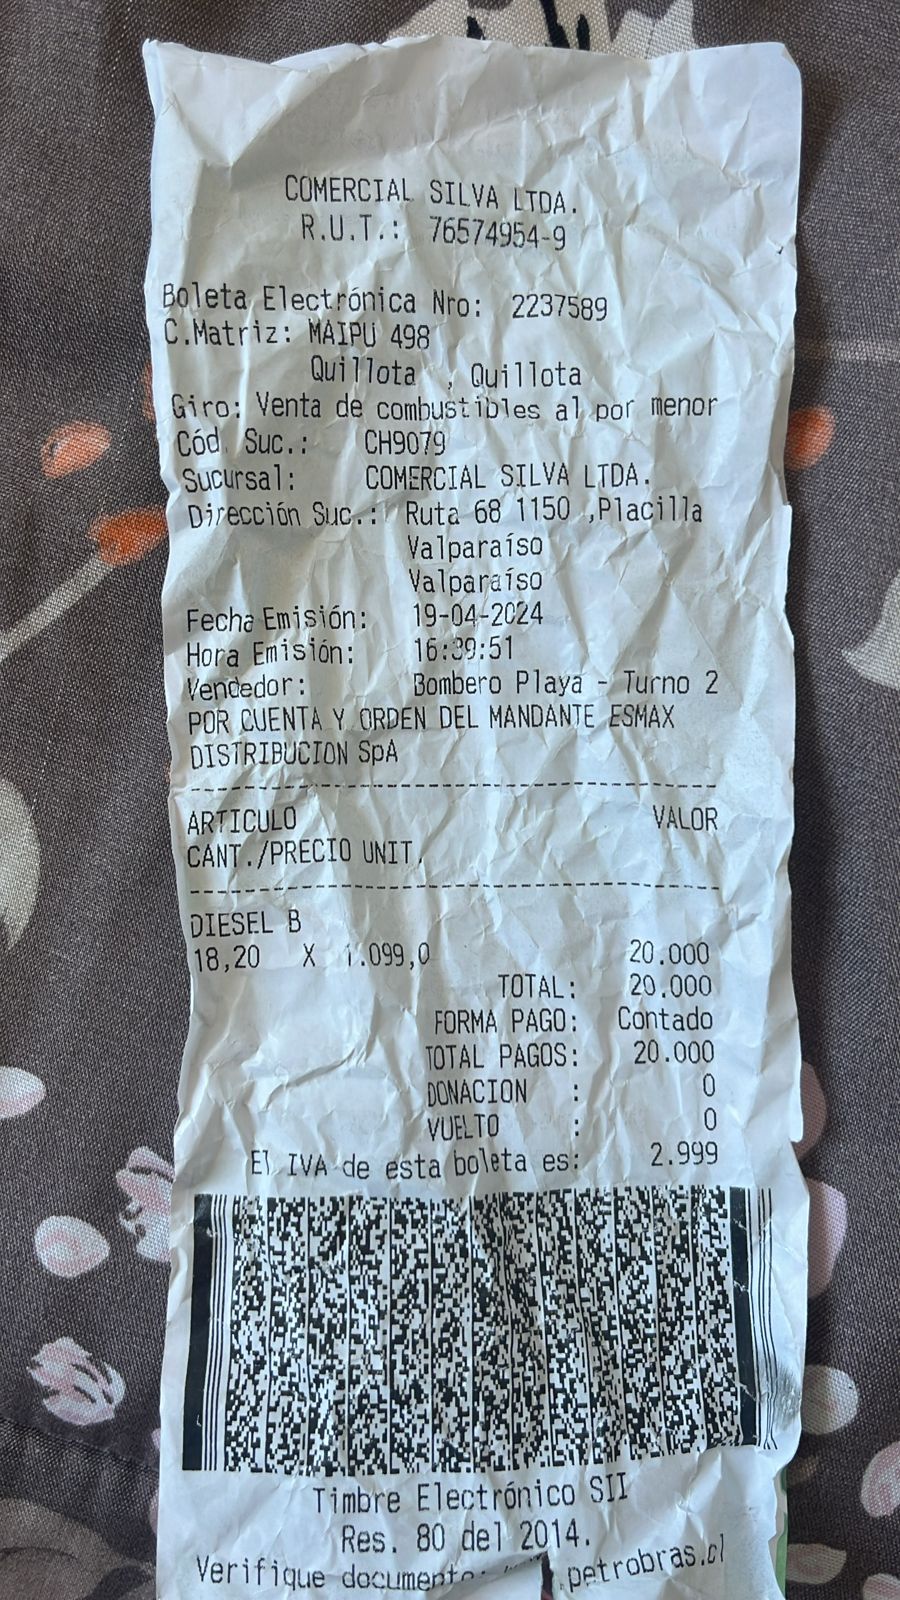 COMERCIAL SILVA LTDA.
R.U.T.: 76574954-9
Boleta Electrónica Nro: 2237589
C.Matriz: MAIPU 498
Quillota , Quillota
Giro: Venta de combustibles al por menor
Cód. Suc.: CH9079
Sucursal: COMERCIAL SILVA LTDA.
Dirección Suc.: Ruta 68 1150 ,Placilla
Valparaíso
Valparaíso
Fecha Emisión: 19-04-2024
Hora Emisión: 16:39:51
Vendedor: Bombero Playa - Turno 2
POR CUENTA Y ORDEN DEL MANDANTE ESMAX
DISTRIBUCION SpA
ARTICULO VALOR
CANT./PRECIO UNIT.
DIESEL B
18,20 X 1.099,0 20.000
TOTAL: 20.000
FORMA PAGO: Contado
TOTAL PAGOS: 20.000
DONACION : 0
VUELTO : 0
El IVA de esta boleta es: 2.999
Timbre Electrónico SII
Res. 80 del 2014.
Verifique documento: .petrobras.cl